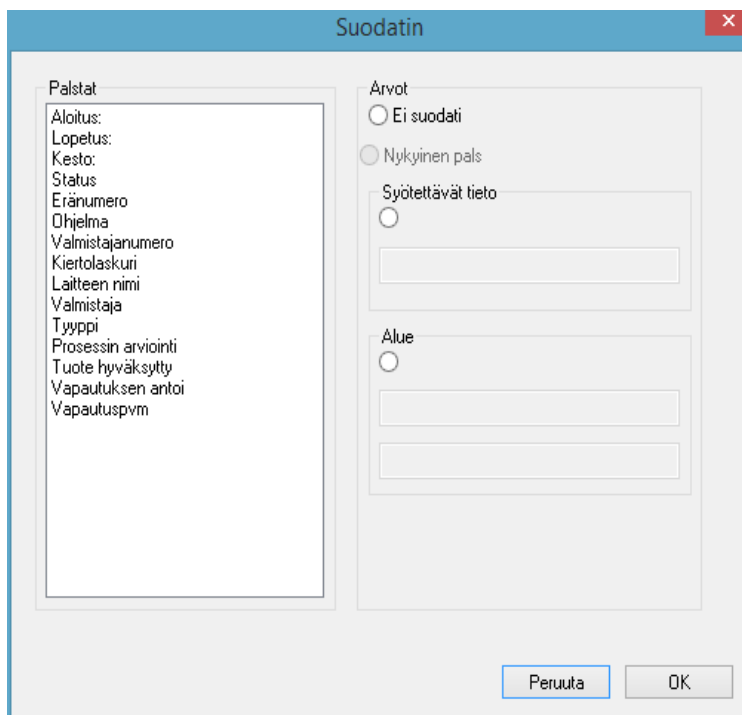 Suodatin
Palstat
Aloitus:
Lopetus:
Kesto:
Status
Eränumero
Ohjelma
Valmistajanumero
Kiertolaskuri
Laitteen nimi
Valmistaja
Tyyppi
Prosessin arviointi
Tuote hyväksytty
Vapautuksen antoi
Vapautuspvm
Arvot
Ei suodati
Nykyinen pals
Syötettävät tieto
Alue
Peruuta
OK